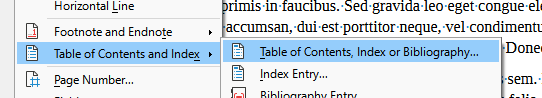 Horizontal Line
primis in faucibus. Sed gravida leo eget congue ele
Footnote and Endnote
accumsan, dui est porttitor neque, vel condimentu
Table of Contents and Index
Table of Contents, Index or Bibliography...
Doneo
Page Number...
Index Entry...
sem.
Bibliography Entry
folio